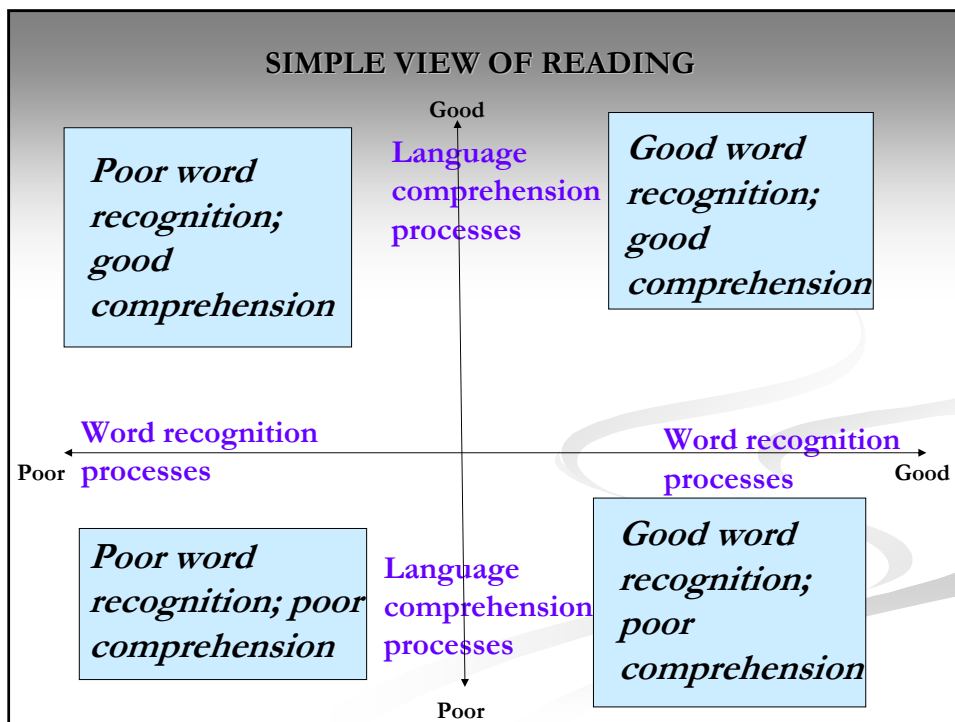 SIMPLE VIEW OF READING
Good
Poor word
recognition;
good
comprehension
Language
comprehension
processes
Good word
recognition;
good
comprehension
Word recognition
processes
Poor
Word recognition
processes
Good
Poor word
recognition; poor
comprehension
Language
comprehension
processes
Good word
recognition;
poor
comprehension
Poor